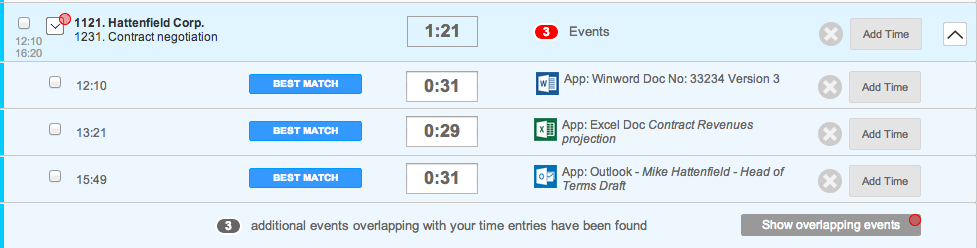 1121. Hattenfield Corp.
1231. Contract negotiation
12:10
16:20
1:21
3 Events
Add Time
12:10
BEST MATCH
0:31
App: Winword Doc No: 33234 Version 3
Add Time
13:21
BEST MATCH
0:29
App: Excel Doc Contract Revenues
projection
Add Time
15:49
BEST MATCH
0:31
App: Outlook - Mike Hattenfield - Head of
Terms Draft
Add Time
3 additional events overlapping with your time entries have been found
Show overlapping events